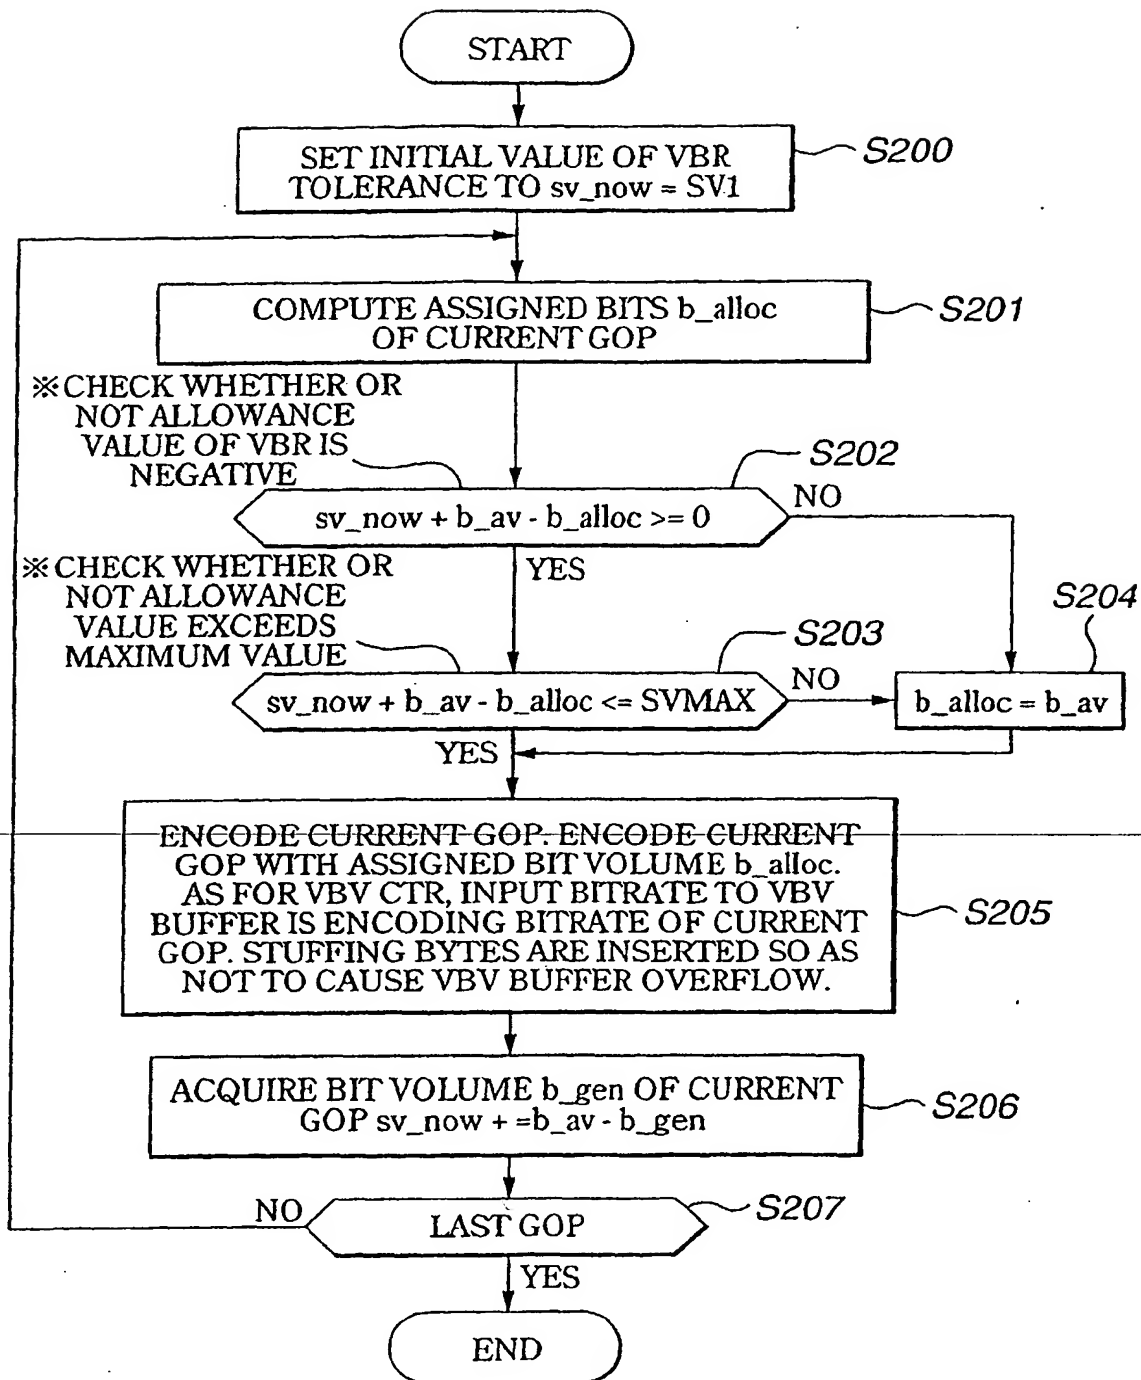 START
SET INITIAL VALUE OF VBR
TOLERANCE TO sv_now = SV1
S200
COMPUTE ASSIGNED BITS b_alloc
OF CURRENT GOP
S201
※CHECK WHETHER OR
NOT ALLOWANCE
VALUE OF VBR IS
NEGATIVE
S202
sv_now + b_av - b_alloc >= 0
NO
YES
※CHECK WHETHER OR
NOT ALLOWANCE
VALUE EXCEEDS
MAXIMUM VALUE
S203
S204
sv_now + b_av - b_alloc <= SVMAX
NO
b_alloc = b_av
YES
ENCODE CURRENT GOP. ENCODE CURRENT
GOP WITH ASSIGNED BIT VOLUME b_alloc.
AS FOR VBV CTR, INPUT BITRATE TO VBV
BUFFER IS ENCODING BITRATE OF CURRENT
GOP. STUFFING BYTES ARE INSERTED SO AS
NOT TO CAUSE VBV BUFFER OVERFLOW.
S205
ACQUIRE BIT VOLUME b_gen OF CURRENT
GOP sv_now + =b_av - b_gen
S206
NO
LAST GOP
S207
YES
END